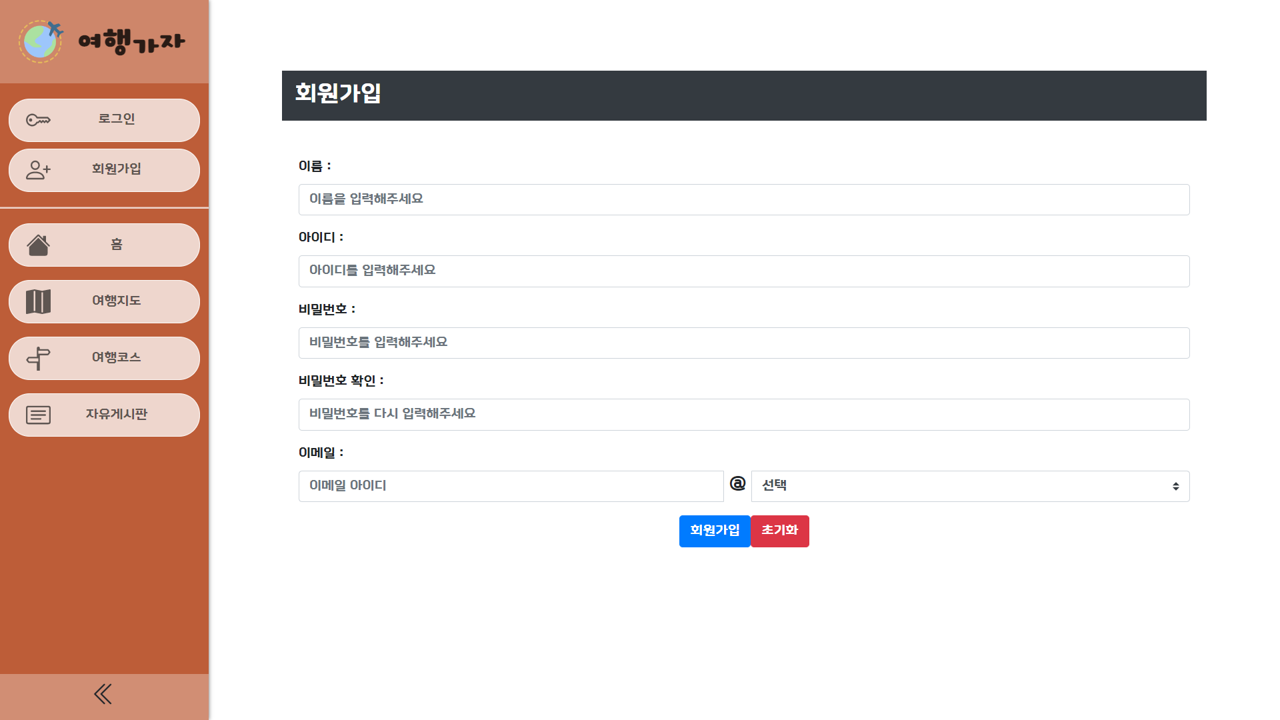 여행가자
로그인
회원가입
홈
여행지도
여행코스
자유게시판
회원가입
이름 :
이름을 입력해주세요
아이디 :
아이디를 입력해주세요
비밀번호 :
비밀번호를 입력해주세요
비밀번호 확인 :
비밀번호를 다시 입력해주세요
이메일 :
이메일 아이디 @ 선택
회원가입 초기화